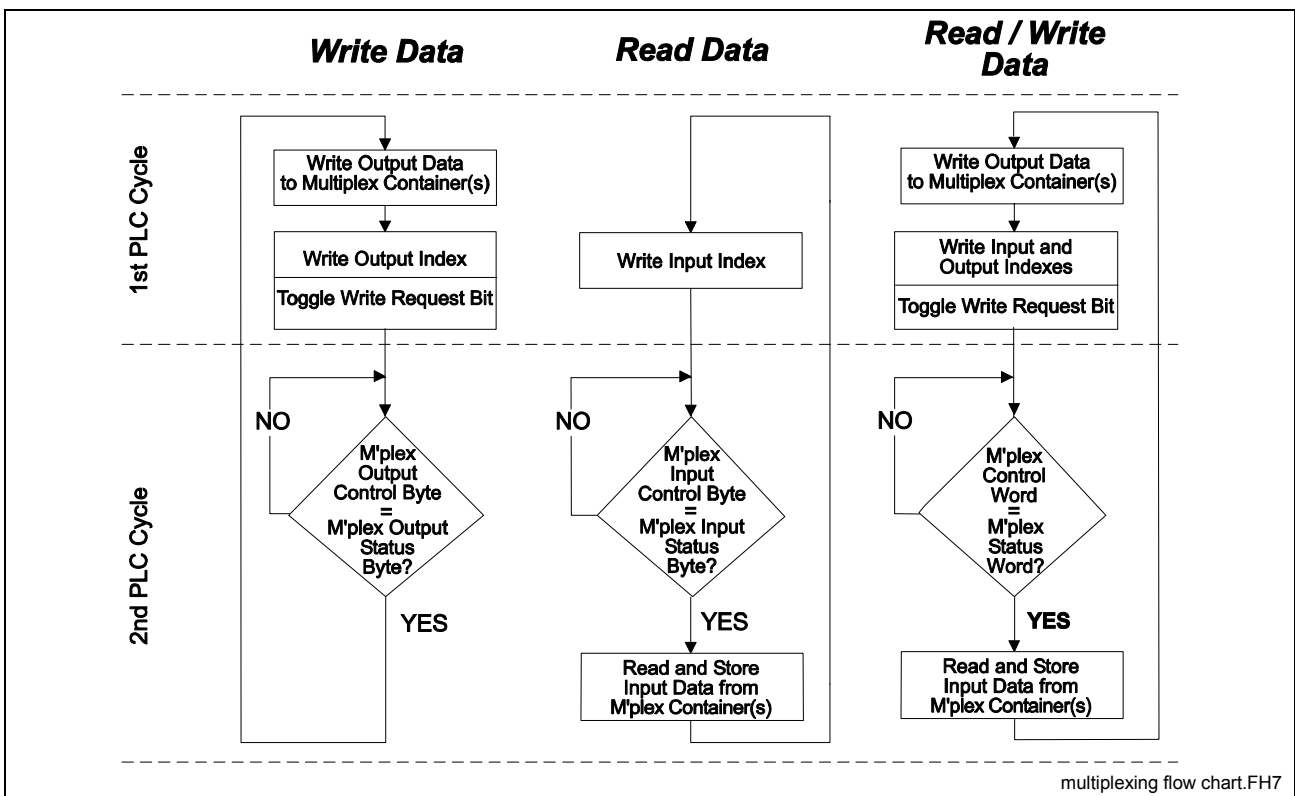 Write Data
Read Data
Read / Write
Data
1st PLC Cycle
Write Output Data
to Multiplex Container(s)
Write Output Index
Toggle Write Request Bit
Write Input Index
Write Output Data
to Multiplex Container(s)
Write Input and
Output Indexes
Toggle Write Request Bit
2nd PLC Cycle
NO
M'plex
Output
Control Byte
=
M'plex Output
Status
Byte?
YES
NO
M'plex
Input
Control Byte
=
M'plex Input
Status
Byte?
YES
Read and Store
Input Data from
M'plex Container(s)
NO
M'plex
Control
Word
=
M'plex
Status
Word?
YES
Read and Store
Input Data from
M'plex Container(s)
multiplexing flow chart.FH7